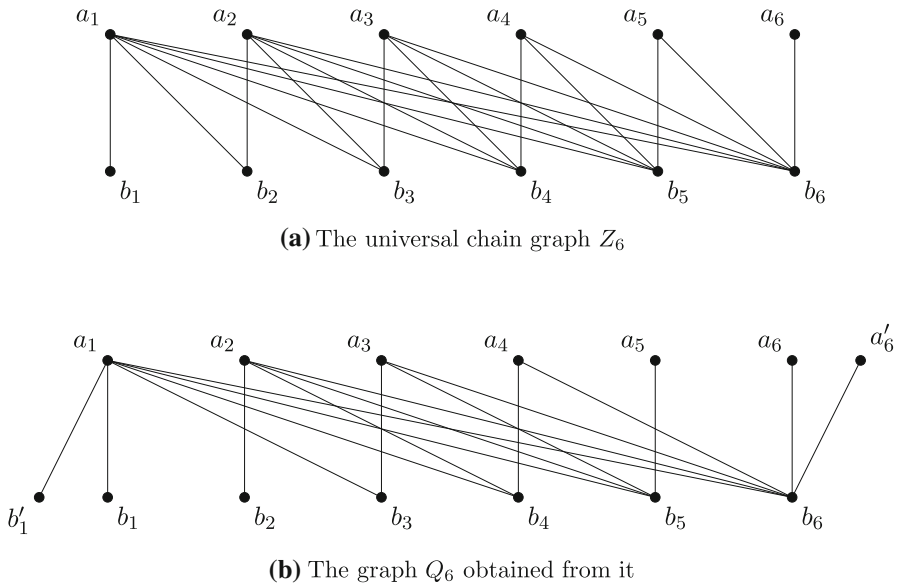 a₁ a₂ a₃ a₄ a₅ a₆
b₁ b₂ b₃ b₄ b₅ b₆
(a) The universal chain graph Z₆
a₁ a₂ a₃ a₄ a₅ a₆ a′₆
b′₁ b₁ b₂ b₃ b₄ b₅ b₆
(b) The graph Q₆ obtained from it